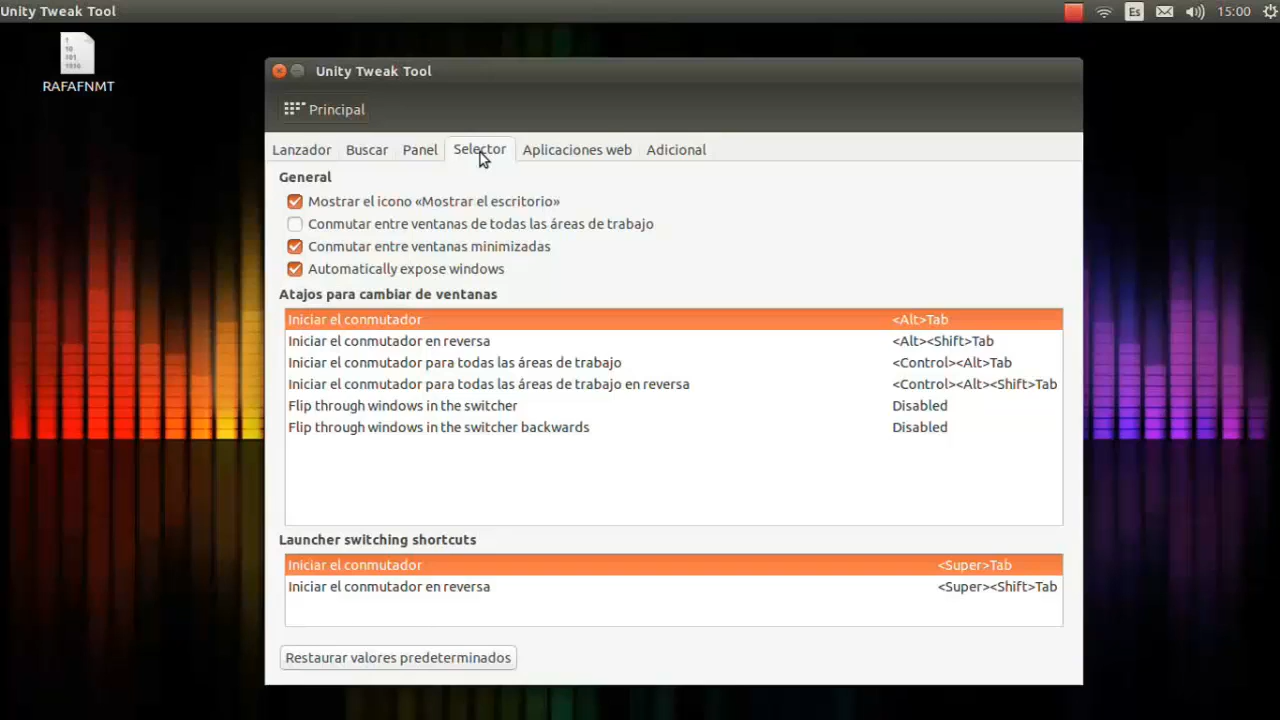 Unity Tweak Tool
Es
15:00
1
10
101
1010
RAFAFNMT
Unity Tweak Tool
Principal
Lanzador Buscar Panel Selector Aplicaciones web Adicional
General
Mostrar el icono «Mostrar el escritorio»
Conmutar entre ventanas de todas las áreas de trabajo
Conmutar entre ventanas minimizadas
Automatically expose windows
Atajos para cambiar de ventanas
Iniciar el conmutador <Alt>Tab
Iniciar el conmutador en reversa <Alt><Shift>Tab
Iniciar el conmutador para todas las áreas de trabajo <Control><Alt>Tab
Iniciar el conmutador para todas las áreas de trabajo en reversa <Control><Alt><Shift>Tab
Flip through windows in the switcher Disabled
Flip through windows in the switcher backwards Disabled
Launcher switching shortcuts
Iniciar el conmutador <Super>Tab
Iniciar el conmutador en reversa <Super><Shift>Tab
Restaurar valores predeterminados